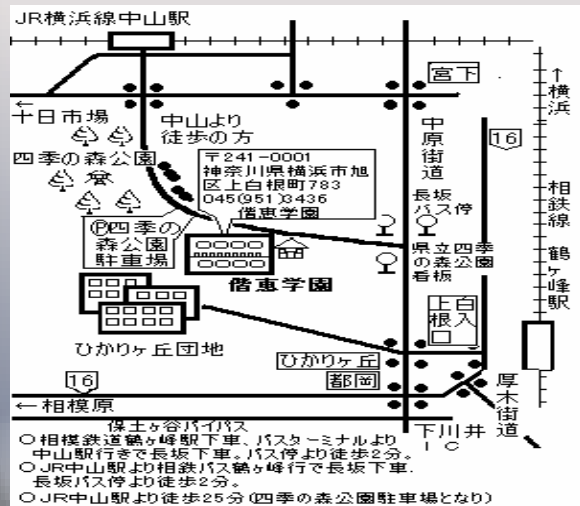 JR横浜線中山駅
宮下
←
十日市場
中山より
徒歩の方
中原街道
16
↑横浜
四季の森公園
〒241-0001
神奈川県横浜市旭
区上白根町783
045(951)3436
偕恵学園
長坂
バス停
相鉄線 鶴ヶ峰駅
Ⓟ四季の
森公園
駐車場
県立四季
の森公園
看板
偕恵学園
上白
根入
口
ひかりヶ丘団地
ひかりヶ丘
都岡
16
厚木街道
←相模原
保土ヶ谷バイパス
下川井
IC
○相模鉄道鶴ヶ峰駅下車、バスターミナルより
中山駅行きで長坂下車。バス停より徒歩2分。
○JR中山駅より相鉄バス鶴ヶ峰行で長坂下車.
長坂バス停より徒歩2分。
○JR中山駅より徒歩25分(四季の森公園駐車場となり)